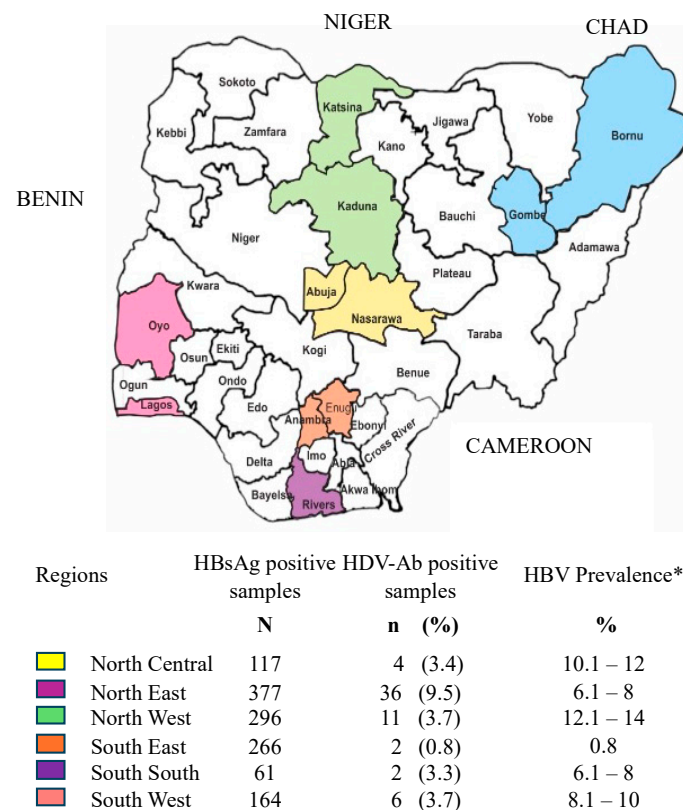 NIGER
CHAD
Sokoto
Katsina
Jigawa
Yobe
Kebbi
Zamfara
Kano
Bornu
BENIN
Kaduna
Bauchi
Gombe
Niger
Adamawa
Plateau
Kwara
Abuja
Nasarawa
Oyo
Taraba
Osun
Ekiti
Kogi
Benue
Ogun
Ondo
Lagos
Edo
Enugu
Anambra
Ebonyi
Cross River
CAMEROON
Delta
Imo
Abia
Bayelsa
Akwa Ibom
Rivers
Regions HBsAg positive samples HDV-Ab positive samples HBV Prevalence*
N n (%) %
North Central 117 4 (3.4) 10.1 – 12
North East 377 36 (9.5) 6.1 – 8
North West 296 11 (3.7) 12.1 – 14
South East 266 2 (0.8) 0.8
South South 61 2 (3.3) 6.1 – 8
South West 164 6 (3.7) 8.1 – 10